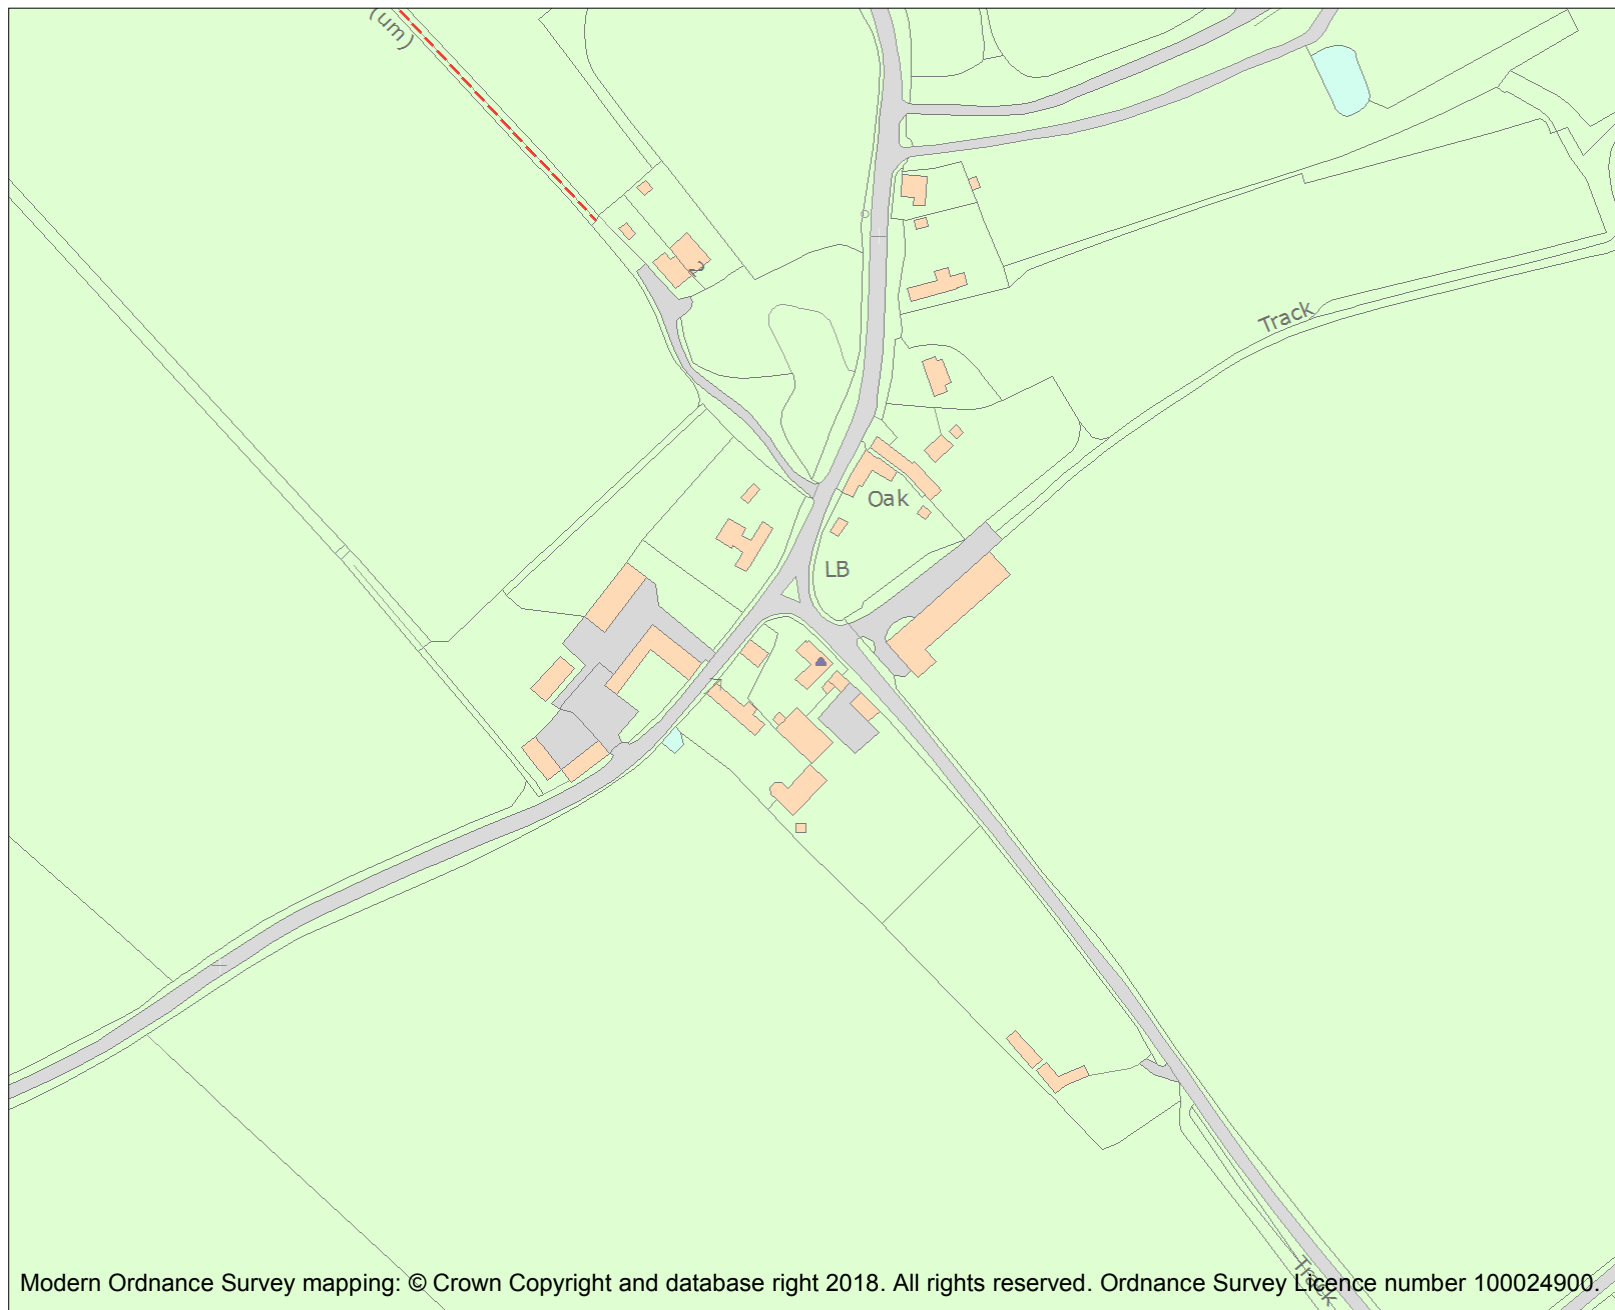 (um)
2
Track
Oak
LB
Track
Modern Ordnance Survey mapping: © Crown Copyright and database right 2018. All rights reserved. Ordnance Survey Licence number 100024900.